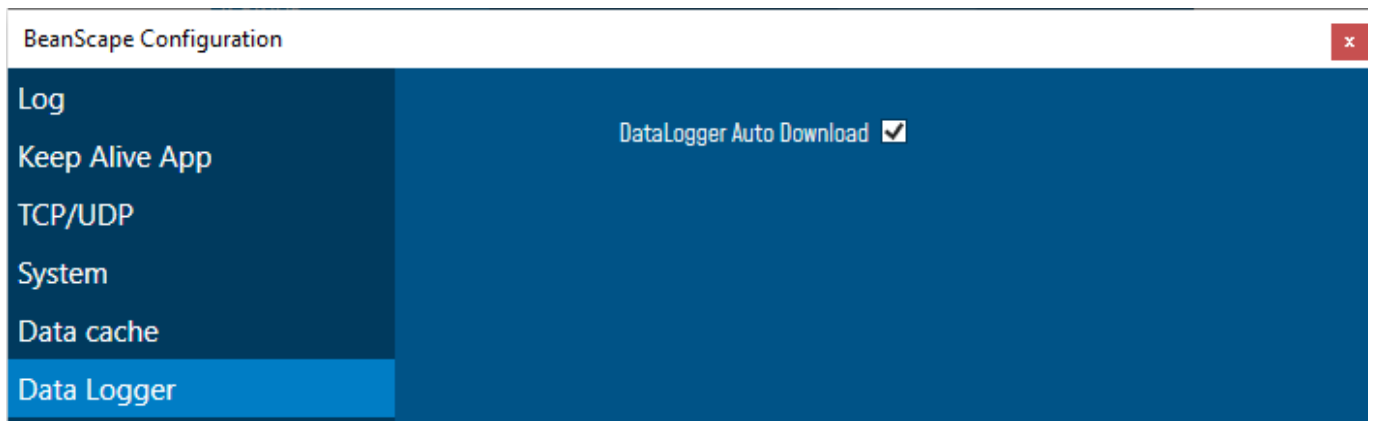 BeanScape Configuration
x
Log
Keep Alive App
TCP/UDP
System
Data cache
Data Logger
DataLogger Auto Download